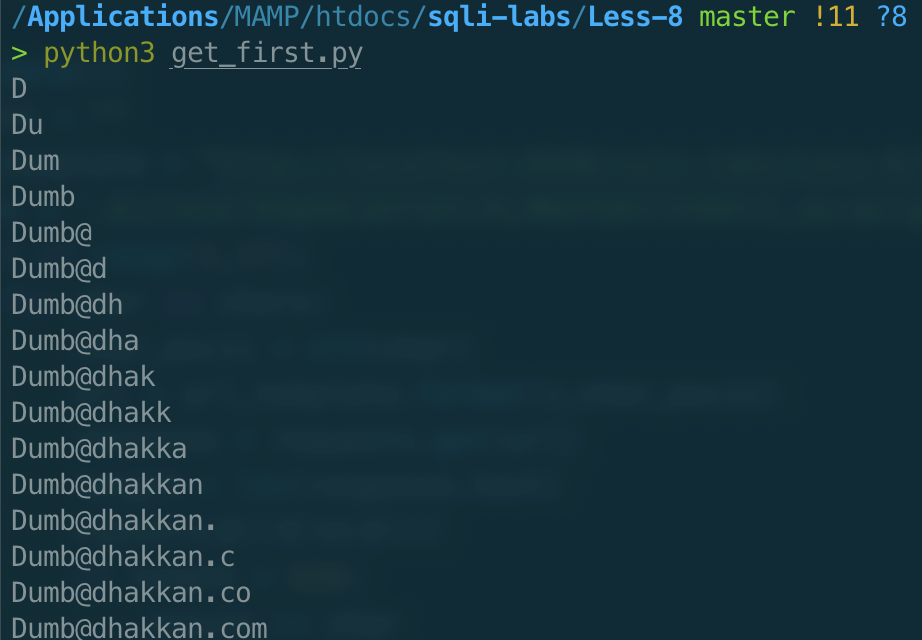 /Applications/MAMP/htdocs/sqli-labs/Less-8 master !11 ?8
> python3 get_first.py
D
Du
Dum
Dumb
Dumb@
Dumb@d
Dumb@dh
Dumb@dha
Dumb@dhak
Dumb@dhakk
Dumb@dhakka
Dumb@dhakkan
Dumb@dhakkan.
Dumb@dhakkan.c
Dumb@dhakkan.co
Dumb@dhakkan.com